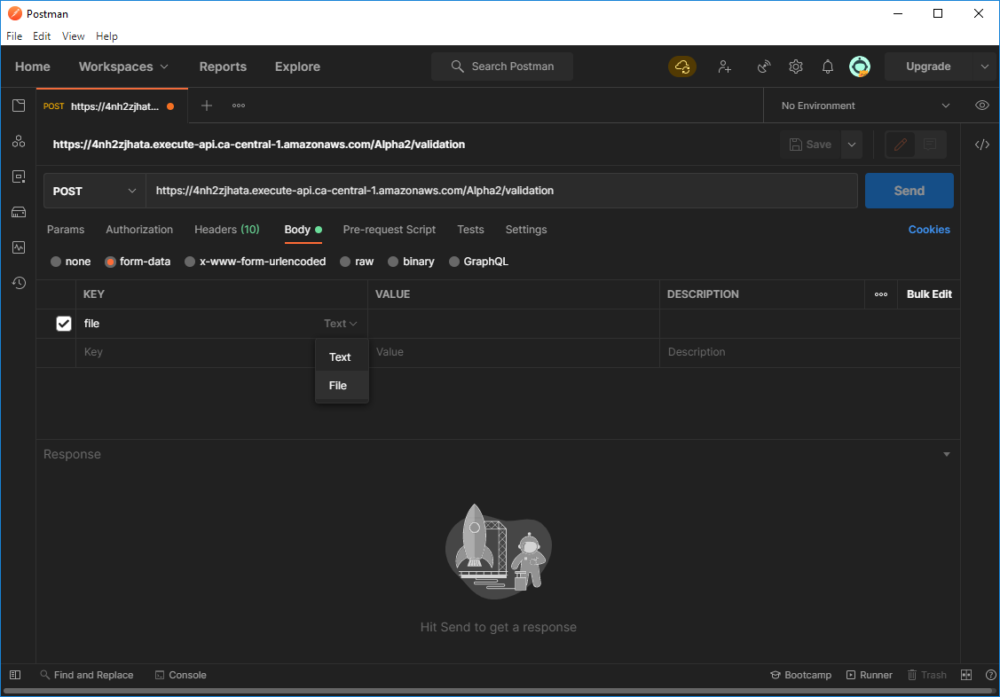 Postman
File Edit View Help
Home Workspaces Reports Explore Search Postman Upgrade
POST https://4nh2zjhat... No Environment
https://4nh2zjhata.execute-api.ca-central-1.amazonaws.com/Alpha2/validation Save
POST https://4nh2zjhata.execute-api.ca-central-1.amazonaws.com/Alpha2/validation Send
Params Authorization Headers (10) Body Pre-request Script Tests Settings Cookies
none form-data x-www-form-urlencoded raw binary GraphQL
KEY VALUE DESCRIPTION Bulk Edit
file Text
Key Value Description
Text
File
Response
Hit Send to get a response
Find and Replace Console Bootcamp Runner Trash